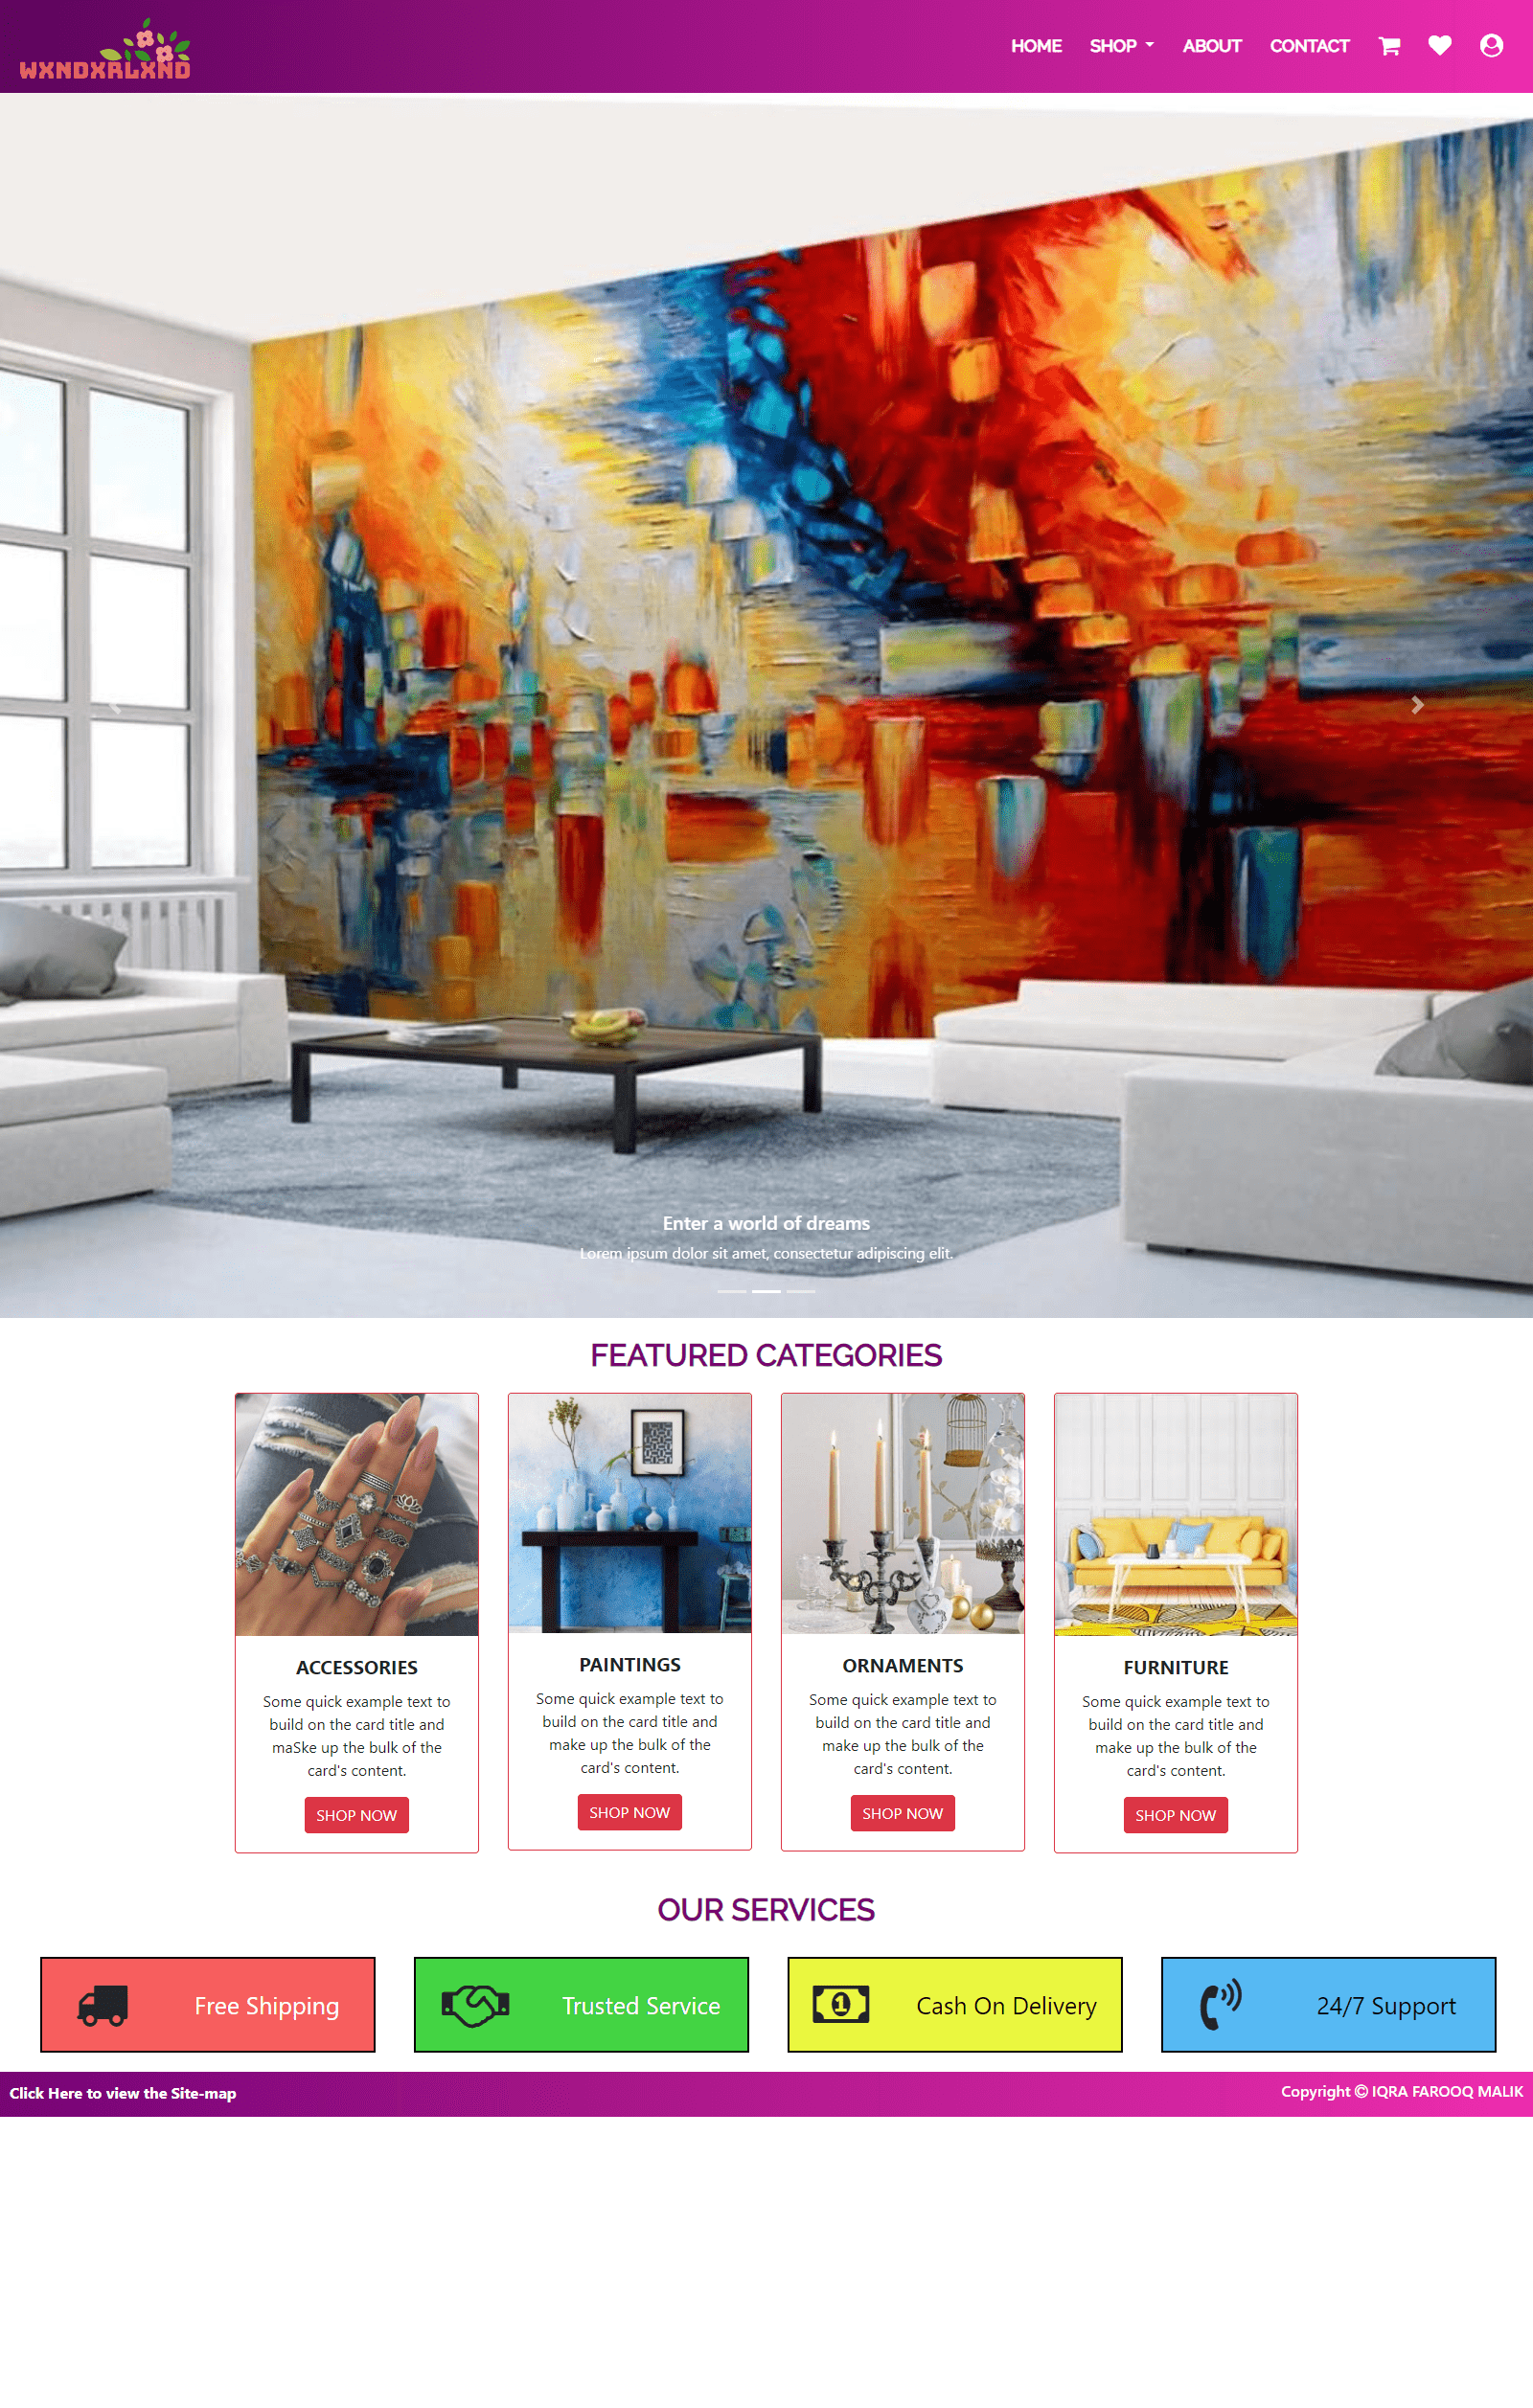 WXNDXRLXND
HOME SHOP ABOUT CONTACT
Enter a world of dreams
Lorem ipsum dolor sit amet, consectetur adipiscing elit.
FEATURED CATEGORIES
ACCESSORIES
Some quick example text to
build on the card title and
maSke up the bulk of the
card's content.
SHOP NOW
PAINTINGS
Some quick example text to
build on the card title and
make up the bulk of the
card's content.
SHOP NOW
ORNAMENTS
Some quick example text to
build on the card title and
make up the bulk of the
card's content.
SHOP NOW
FURNITURE
Some quick example text to
build on the card title and
make up the bulk of the
card's content.
SHOP NOW
OUR SERVICES
Free Shipping
Trusted Service
1
Cash On Delivery
24/7 Support
Click Here to view the Site-map
Copyright © IQRA FAROOQ MALIK